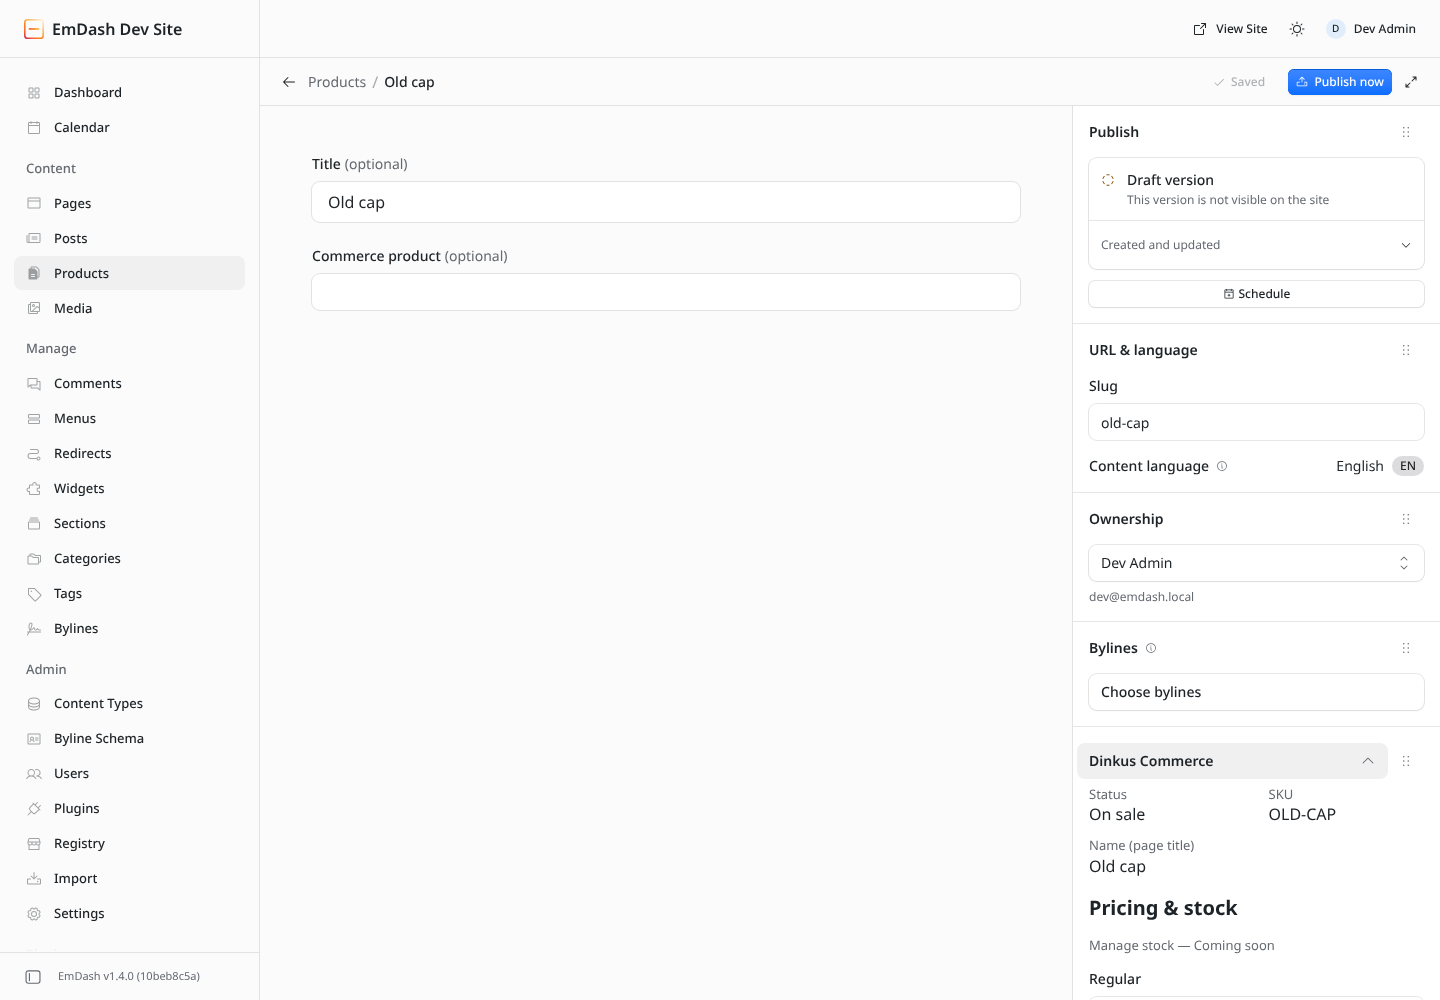 EmDash Dev Site
View Site
D
Dev Admin
Products / Old cap
Saved
Publish now
Dashboard
Calendar
Content
Pages
Posts
Products
Media
Manage
Comments
Menus
Redirects
Widgets
Sections
Categories
Tags
Bylines
Admin
Content Types
Byline Schema
Users
Plugins
Registry
Import
Settings
EmDash v1.4.0 (10beb8c5a)
Title (optional)
Old cap
Commerce product (optional)
Publish
Draft version
This version is not visible on the site
Created and updated
Schedule
URL & language
Slug
old-cap
Content language
English EN
Ownership
Dev Admin
dev@emdash.local
Bylines
Choose bylines
Dinkus Commerce
Status
On sale
SKU
OLD-CAP
Name (page title)
Old cap
Pricing & stock
Manage stock — Coming soon
Regular